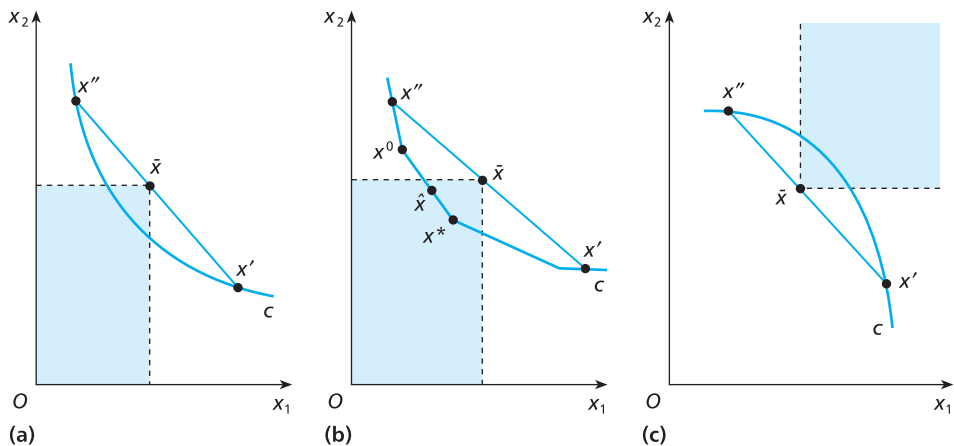 x₂
x″
x̄
x′
c
O
x₁
(a)
x₂
x″
x⁰
x̄
x̂
x*
x′
c
O
x₁
(b)
x₂
x″
x̄
x′
c
O
x₁
(c)